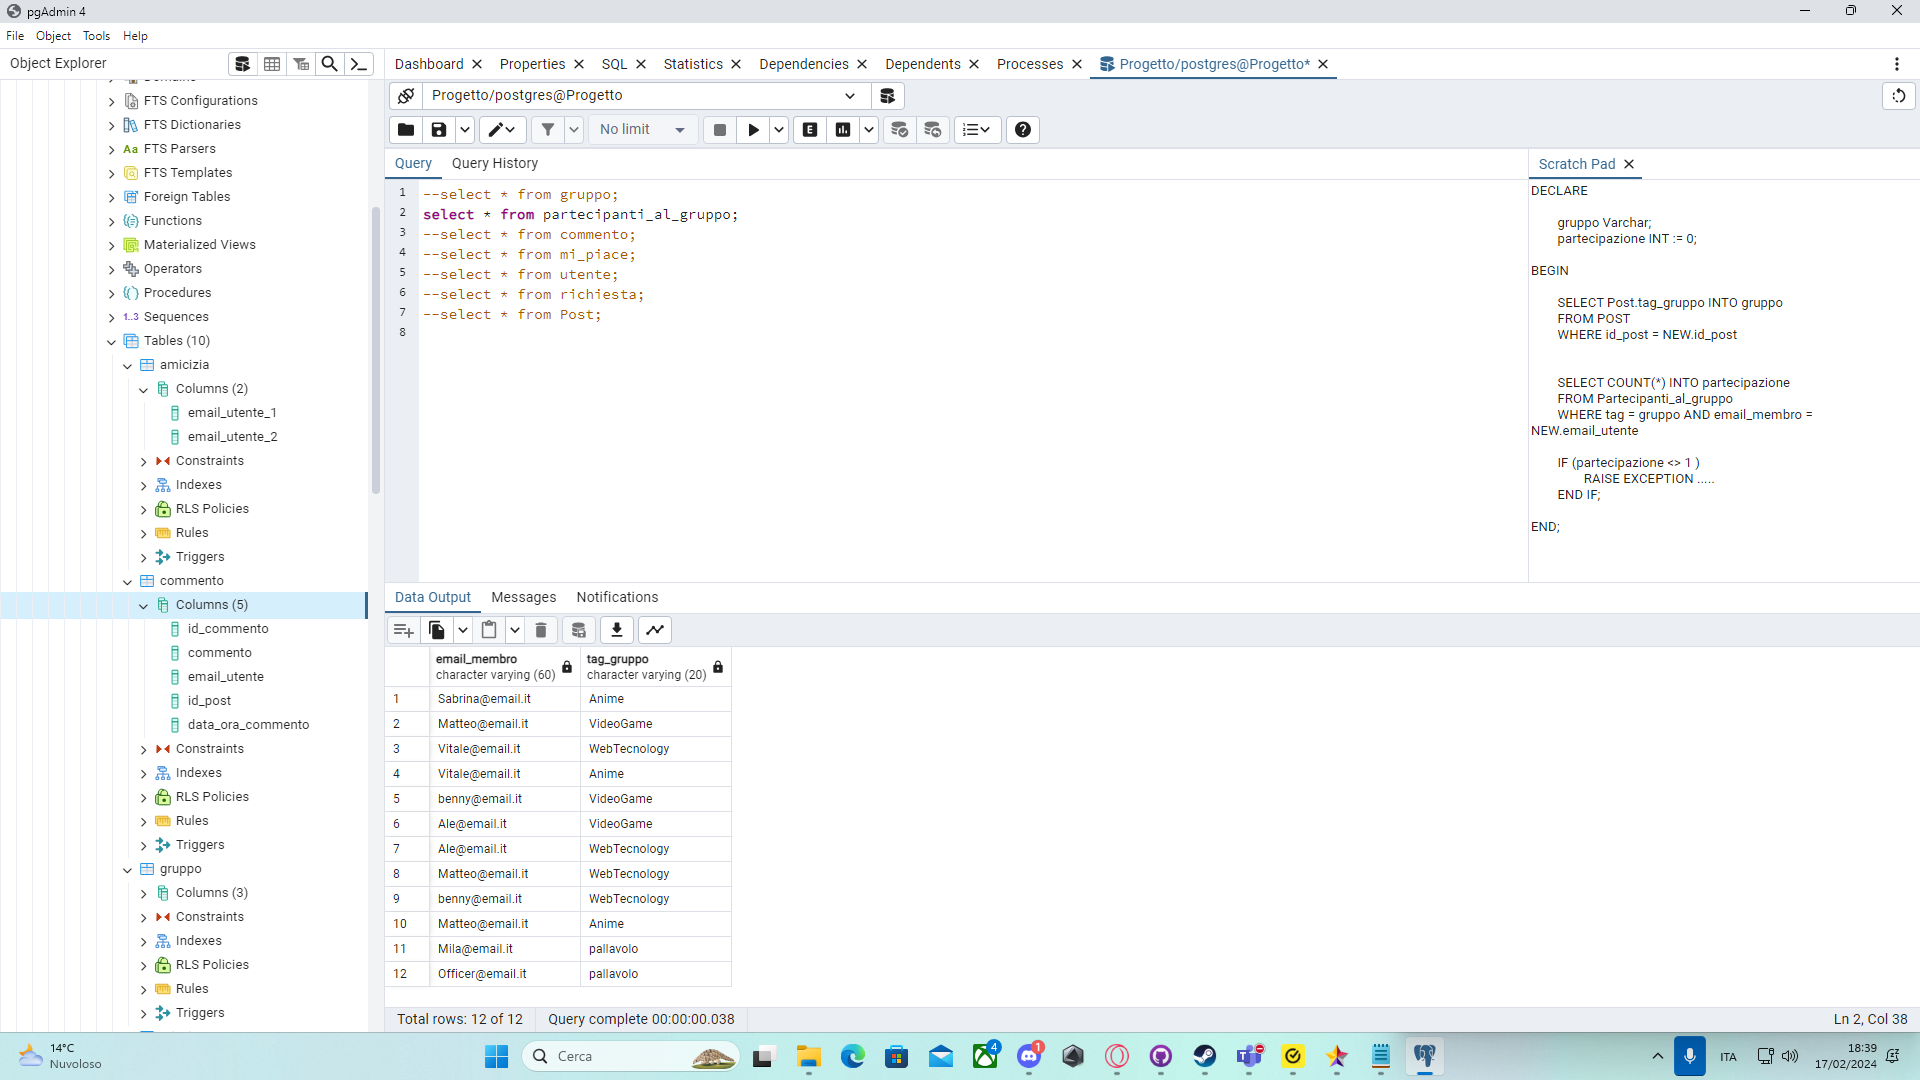 pgAdmin 4
File Object Tools Help
Object Explorer
Dashboard Properties SQL Statistics Dependencies Dependents Processes Progetto/postgres@Progetto*
Progetto/postgres@Progetto
No limit
Query Query History
Scratch Pad
FTS Configurations
FTS Dictionaries
Aa FTS Parsers
FTS Templates
Foreign Tables
Functions
Materialized Views
Operators
Procedures
1..3 Sequences
Tables (10)
amicizia
Columns (2)
email_utente_1
email_utente_2
Constraints
Indexes
RLS Policies
Rules
Triggers
commento
Columns (5)
id_commento
commento
email_utente
id_post
data_ora_commento
Constraints
Indexes
RLS Policies
Rules
Triggers
gruppo
Columns (3)
Constraints
Indexes
RLS Policies
Rules
Triggers
1 --select * from gruppo;
2 select * from partecipanti_al_gruppo;
3 --select * from commento;
4 --select * from mi_piace;
5 --select * from utente;
6 --select * from richiesta;
7 --select * from Post;
8
DECLARE
gruppo Varchar;
partecipazione INT := 0;
BEGIN
SELECT Post.tag_gruppo INTO gruppo
FROM POST
WHERE id_post = NEW.id_post
SELECT COUNT(*) INTO partecipazione
FROM Partecipanti_al_gruppo
WHERE tag = gruppo AND email_membro =
NEW.email_utente
IF (partecipazione <> 1 )
RAISE EXCEPTION .....
END IF;
END;
Data Output Messages Notifications
email_membro tag_gruppo
character varying (60) character varying (20)
1 Sabrina@email.it Anime
2 Matteo@email.it VideoGame
3 Vitale@email.it WebTecnology
4 Vitale@email.it Anime
5 benny@email.it VideoGame
6 Ale@email.it VideoGame
7 Ale@email.it WebTecnology
8 Matteo@email.it WebTecnology
9 benny@email.it WebTecnology
10 Matteo@email.it Anime
11 Mila@email.it pallavolo
12 Officer@email.it pallavolo
Total rows: 12 of 12 Query complete 00:00:00.038
Ln 2, Col 38
14°C
Nuvoloso
Cerca
4
1
ITA
18:39
17/02/2024